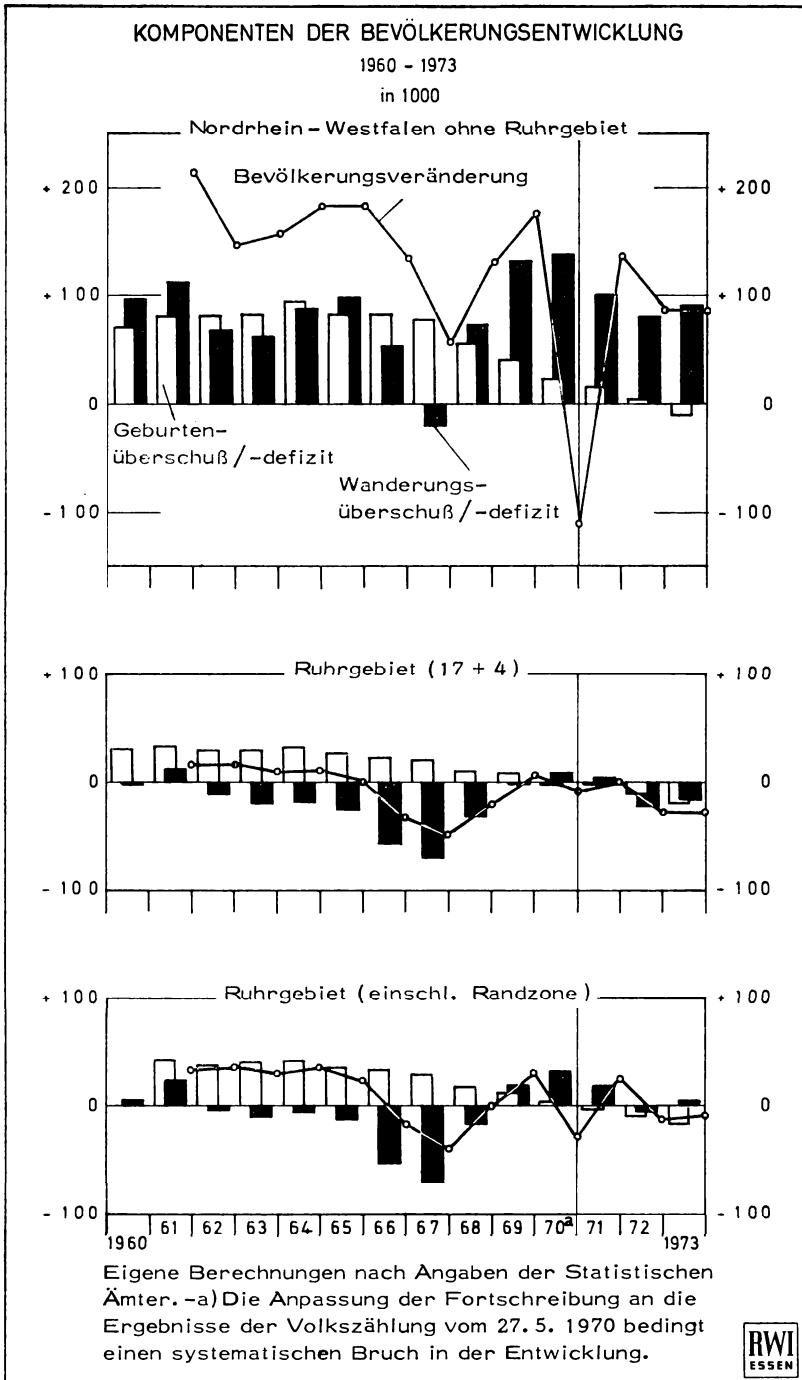 KOMPONENTEN DER BEVÖLKERUNGSENTWICKLUNG
1960 – 1973
in 1000
Nordrhein – Westfalen ohne Ruhrgebiet
+ 200 + 200
Bevölkerungsveränderung
+ 100 + 100
0 0
Geburten-
überschuß/-defizit
Wanderungs-
überschuß/-defizit
- 100 - 100
+ 100 Ruhrgebiet (17 + 4) + 100
0 0
- 100 - 100
+ 100 Ruhrgebiet (einschl. Randzone) + 100
0 0
- 100 - 100
1960 61 62 63 64 65 66 67 68 69 70a 71 72 1973
Eigene Berechnungen nach Angaben der Statistischen
Ämter. -a) Die Anpassung der Fortschreibung an die
Ergebnisse der Volkszählung vom 27. 5. 1970 bedingt
einen systematischen Bruch in der Entwicklung.
RWI
ESSEN